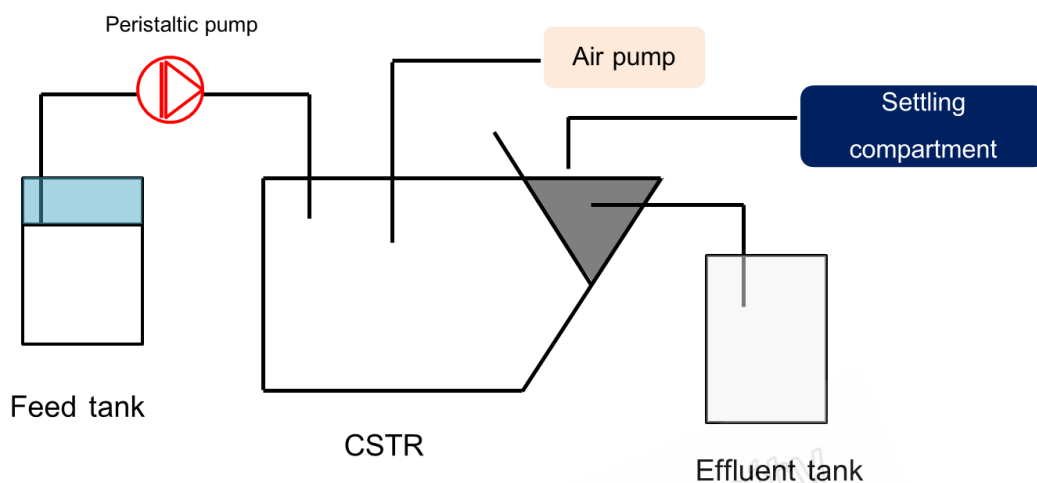 Peristaltic pump
Air pump
Settling
compartment
Feed tank
CSTR
Effluent tank